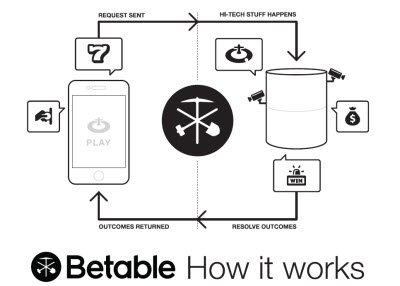 REQUEST SENT
HI-TECH STUFF HAPPENS
7
PLAY
$
WIN
OUTCOMES RETURNED
RESOLVE OUTCOMES
Betable How it works